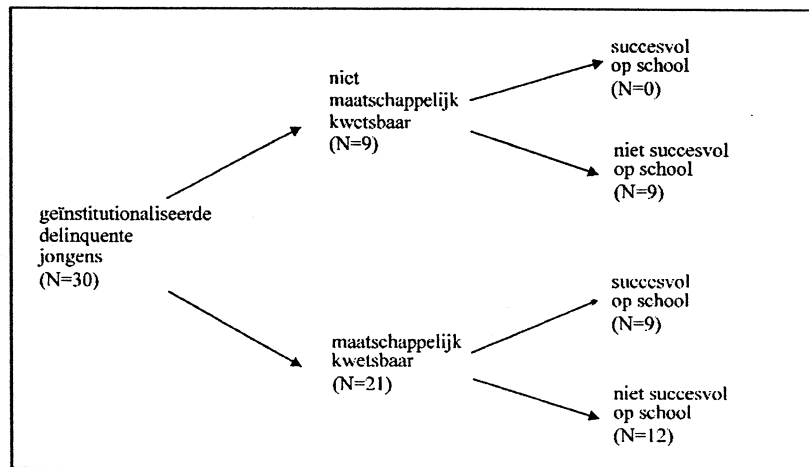 geïnstitutionaliseerde
delinquente
jongens
(N=30)
niet
maatschappelijk
kwetsbaar
(N=9)
succesvol
op school
(N=0)
niet succesvol
op school
(N=9)
maatschappelijk
kwetsbaar
(N=21)
succesvol
op school
(N=9)
niet succesvol
op school
(N=12)